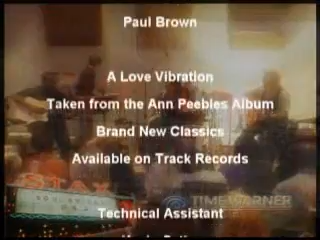 Paul Brown
A Love Vibration
Taken from the Ann Peebles Album
Brand New Classics
Available on Track Records
STAX
TIME WARNER
Technical Assistant